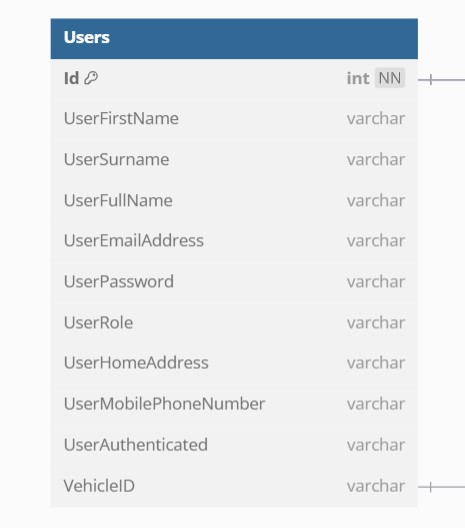 Users
Id int NN
UserFirstName varchar
UserSurname varchar
UserFullName varchar
UserEmailAddress varchar
UserPassword varchar
UserRole varchar
UserHomeAddress varchar
UserMobilePhoneNumber varchar
UserAuthenticated varchar
VehicleID varchar